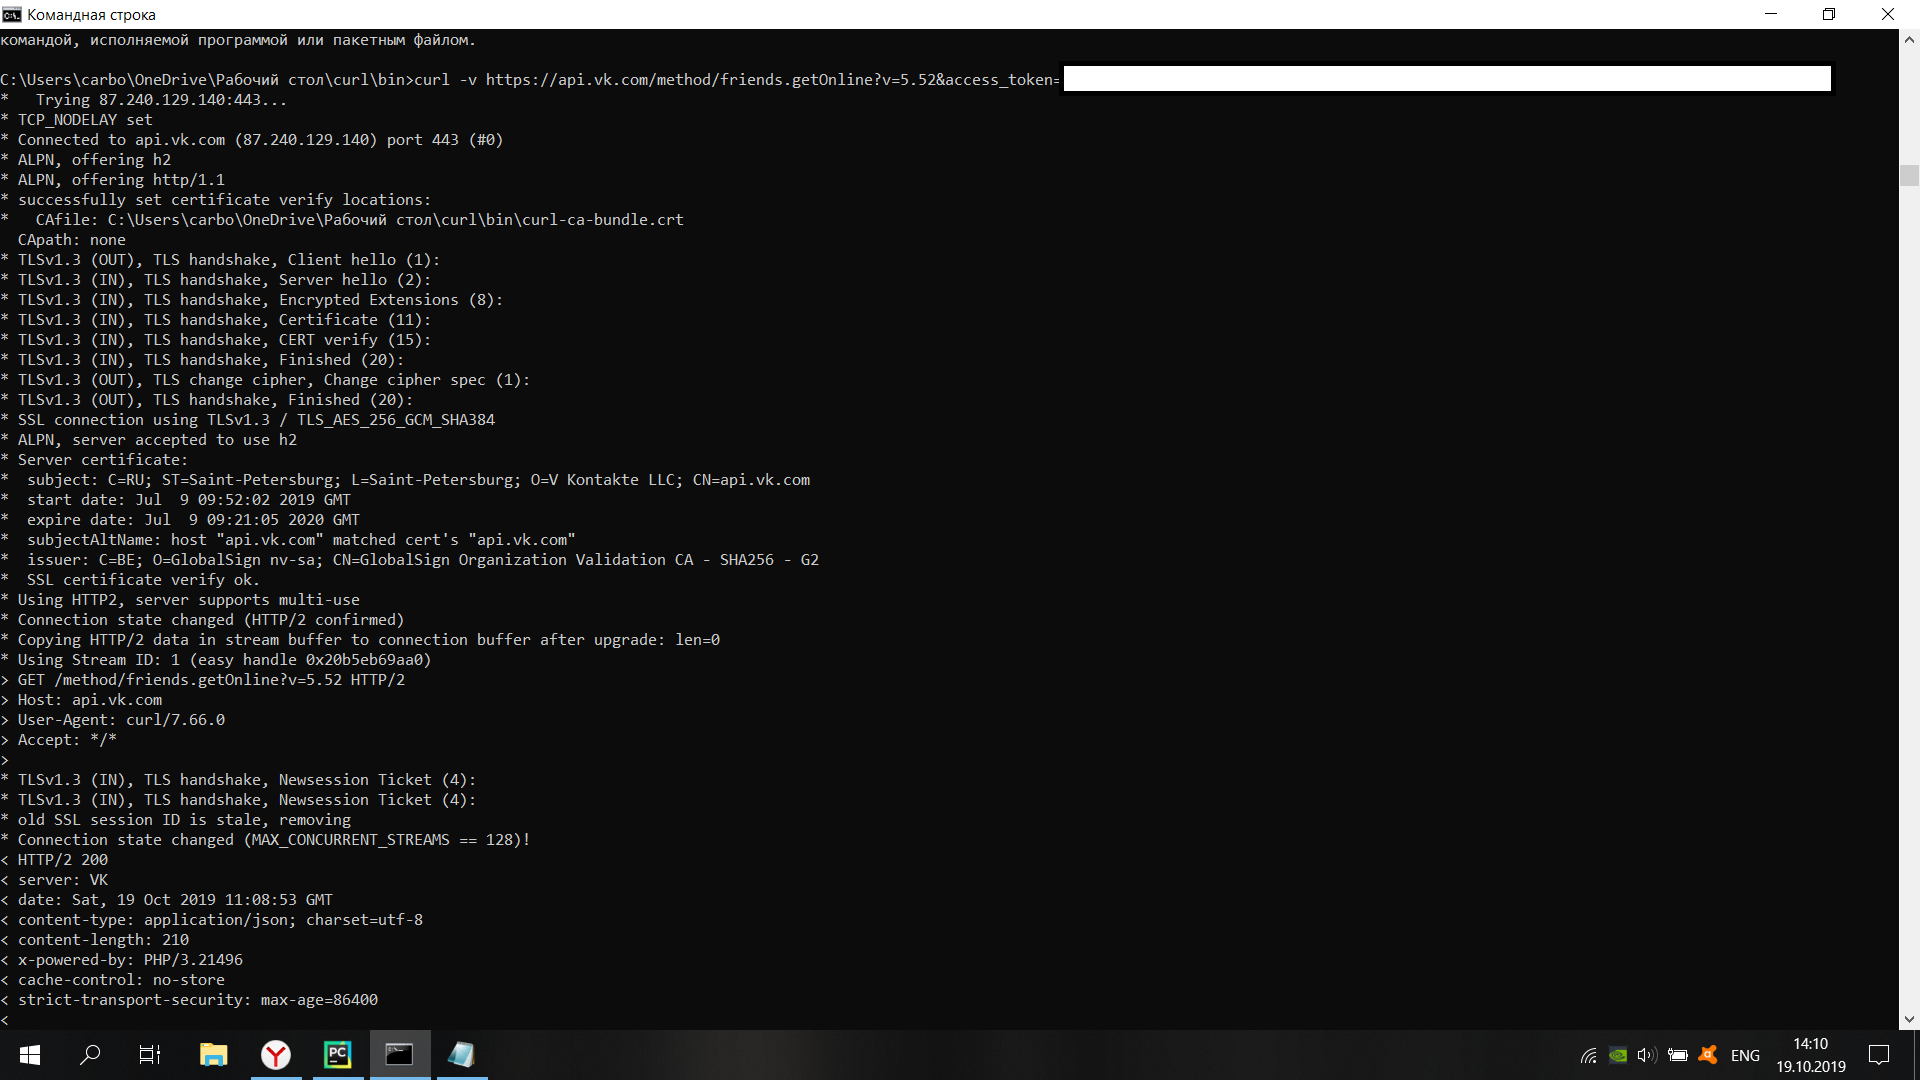 Командная строка
командой, исполняемой программой или пакетным файлом.
C:\Users\carbo\OneDrive\Рабочий стол\curl\bin>curl -v https://api.vk.com/method/friends.getOnline?v=5.52&access_token=
*   Trying 87.240.129.140:443...
* TCP_NODELAY set
* Connected to api.vk.com (87.240.129.140) port 443 (#0)
* ALPN, offering h2
* ALPN, offering http/1.1
* successfully set certificate verify locations:
*   CAfile: C:\Users\carbo\OneDrive\Рабочий стол\curl\bin\curl-ca-bundle.crt
  CApath: none
* TLSv1.3 (OUT), TLS handshake, Client hello (1):
* TLSv1.3 (IN), TLS handshake, Server hello (2):
* TLSv1.3 (IN), TLS handshake, Encrypted Extensions (8):
* TLSv1.3 (IN), TLS handshake, Certificate (11):
* TLSv1.3 (IN), TLS handshake, CERT verify (15):
* TLSv1.3 (IN), TLS handshake, Finished (20):
* TLSv1.3 (OUT), TLS change cipher, Change cipher spec (1):
* TLSv1.3 (OUT), TLS handshake, Finished (20):
* SSL connection using TLSv1.3 / TLS_AES_256_GCM_SHA384
* ALPN, server accepted to use h2
* Server certificate:
*  subject: C=RU; ST=Saint-Petersburg; L=Saint-Petersburg; O=V Kontakte LLC; CN=api.vk.com
*  start date: Jul  9 09:52:02 2019 GMT
*  expire date: Jul  9 09:21:05 2020 GMT
*  subjectAltName: host "api.vk.com" matched cert's "api.vk.com"
*  issuer: C=BE; O=GlobalSign nv-sa; CN=GlobalSign Organization Validation CA - SHA256 - G2
*  SSL certificate verify ok.
* Using HTTP2, server supports multi-use
* Connection state changed (HTTP/2 confirmed)
* Copying HTTP/2 data in stream buffer to connection buffer after upgrade: len=0
* Using Stream ID: 1 (easy handle 0x20b5eb69aa0)
> GET /method/friends.getOnline?v=5.52 HTTP/2
> Host: api.vk.com
> User-Agent: curl/7.66.0
> Accept: */*
>
* TLSv1.3 (IN), TLS handshake, Newsession Ticket (4):
* TLSv1.3 (IN), TLS handshake, Newsession Ticket (4):
* old SSL session ID is stale, removing
* Connection state changed (MAX_CONCURRENT_STREAMS == 128)!
< HTTP/2 200
< server: VK
< date: Sat, 19 Oct 2019 11:08:53 GMT
< content-type: application/json; charset=utf-8
< content-length: 210
< x-powered-by: PHP/3.21496
< cache-control: no-store
< strict-transport-security: max-age=86400
<
PC
ENG
14:10
19.10.2019